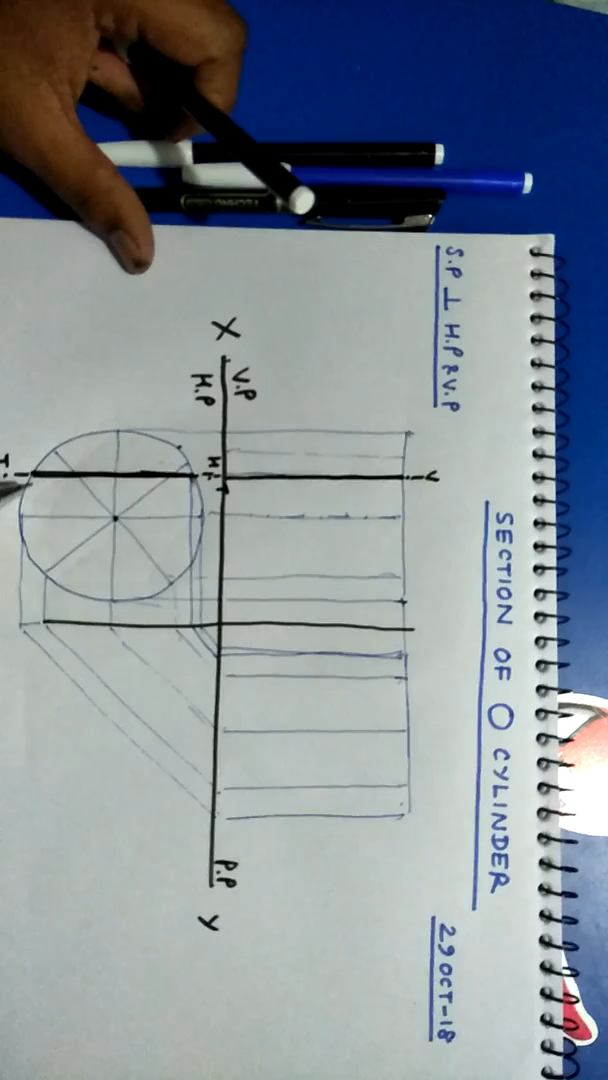 SECTION OF O CYLINDER
S.P ⊥ H.P & V.P
29 OCT-18
V
X
V.P
H.P
H
T
P.P
Y
T